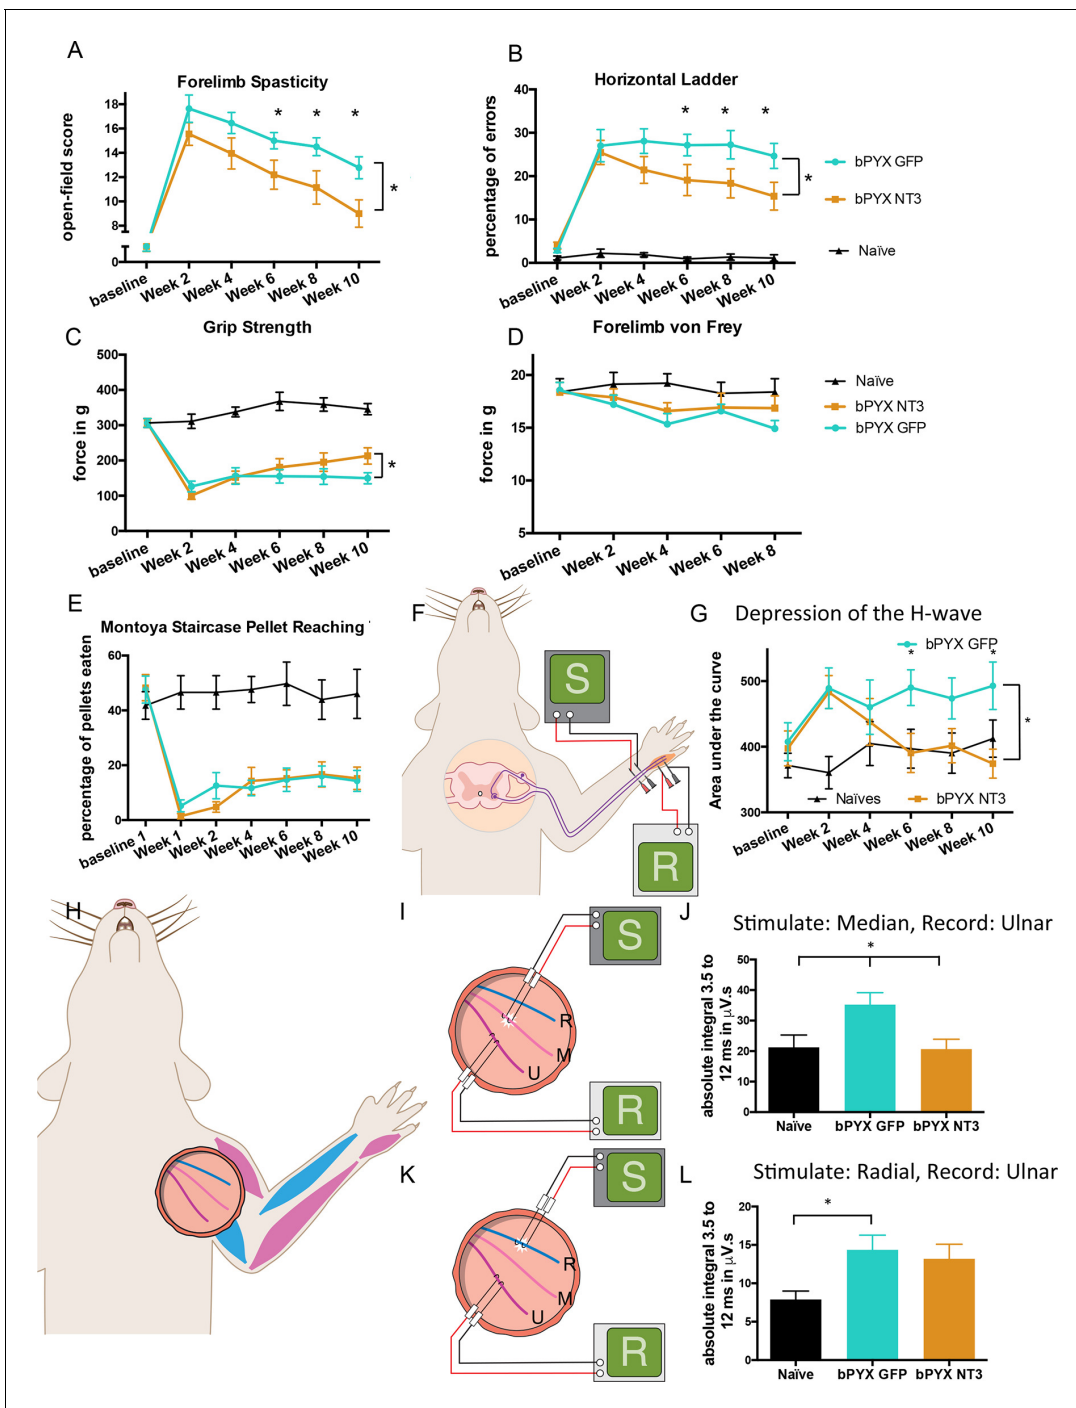 A
Forelimb Spasticity
open-field score
18
16
14
12
10
8
0
* * *
*
baseline
Week 2
Week 4
Week 6
Week 8
Week 10
B
Horizontal Ladder
percentage of errors
40
30
20
10
0
* * *
*
baseline
Week 2
Week 4
Week 6
Week 8
Week 10
bPYX GFP
bPYX NT3
Naïve
C
Grip Strength
force in g
500
400
300
200
100
0
*
baseline
Week 2
Week 4
Week 6
Week 8
Week 10
D
Forelimb von Frey
force in g
20
15
10
5
baseline
Week 2
Week 4
Week 6
Week 8
Naïve
bPYX NT3
bPYX GFP
E
Montoya Staircase Pellet Reaching
percentage of pellets eaten
60
40
20
0
baseline 1
Week 1
Week 2
Week 4
Week 6
Week 8
Week 10
F
S
R
G
Depression of the H-wave
bPYX GFP
* *
*
Area under the curve
500
400
300
Naïves
bPYX NT3
baseline
Week 2
Week 4
Week 6
Week 8
Week 10
H
I
S
R
M
U
R
J
Stimulate: Median, Record: Ulnar
*
absolute integral 3.5 to
12 ms in µV.s
50
40
30
20
10
0
Naïve
bPYX GFP
bPYX NT3
K
S
R
M
U
R
L
Stimulate: Radial, Record: Ulnar
*
absolute integral 3.5 to
12 ms in µV.s
20
15
10
5
0
Naïve
bPYX GFP
bPYX NT3